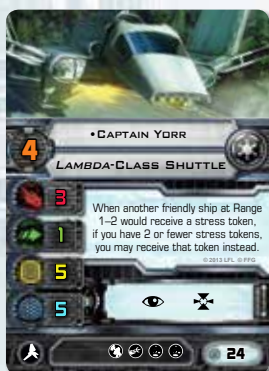 •Captain Yorr
4
Lambda-Class Shuttle
3
1
5
5
When another friendly ship at Range
1–2 would receive a stress token,
if you have 2 or fewer stress tokens,
you may receive that token instead.
©2013 LFL ©FFG
24